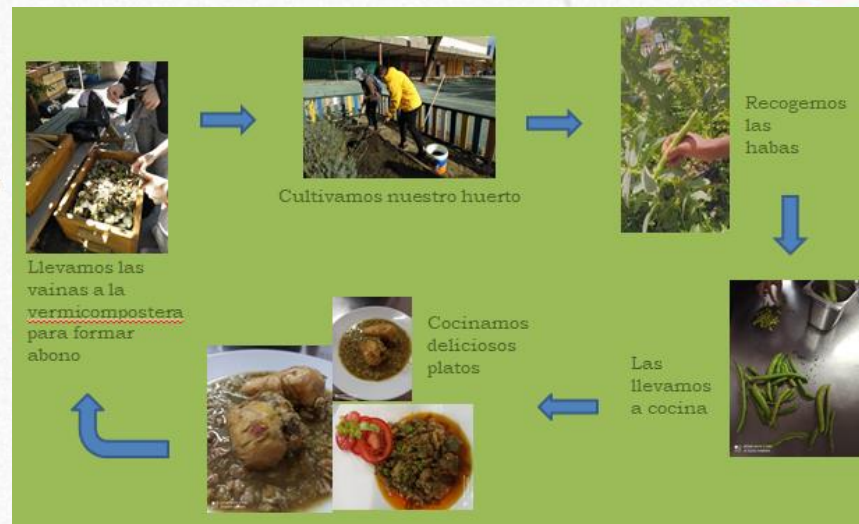 Llevamos las
vainas a la
vermicompostera
para formar
abono
Cultivamos nuestro huerto
Recogemos
las
habas
Las
llevamos
a cocina
Cocinamos
deliciosos
platos